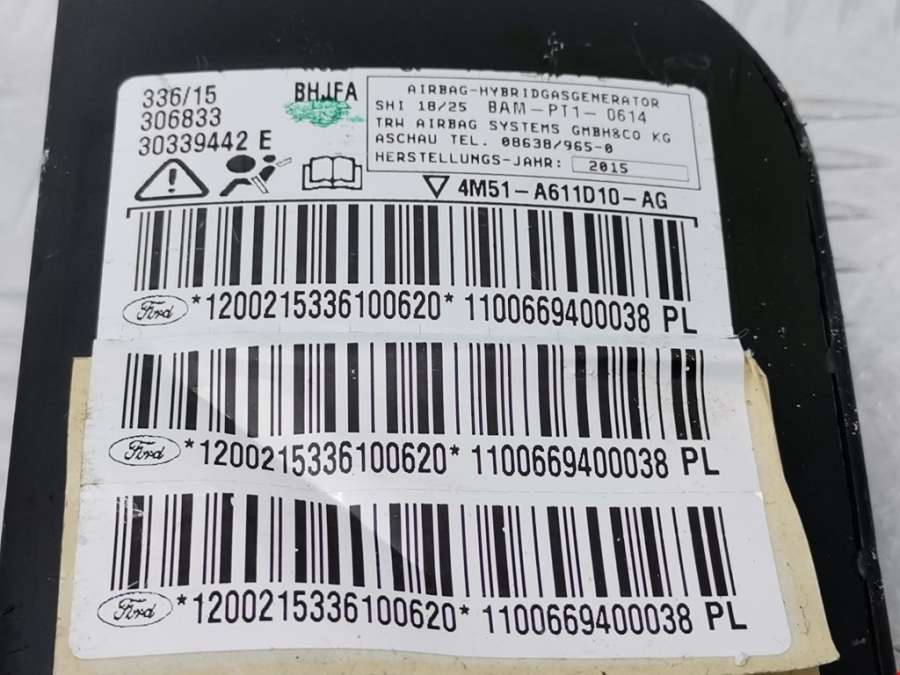 336/15
306833
30339442 E
BHJFA
AIRBAG-HYBRIDGASGENERATOR
SHI 18/25 BAM-PT1-0614
TRW AIRBAG SYSTEMS GMBH&CO KG
ASCHAU TEL. 08638/965-0
HERSTELLUNGS-JAHR: 2015
4M51-A611D10-AG
Ford *1200215336100620* 1100669400038 PL
Ford *1200215336100620* 1100669400038 PL
Ford *1200215336100620* 1100669400038 PL